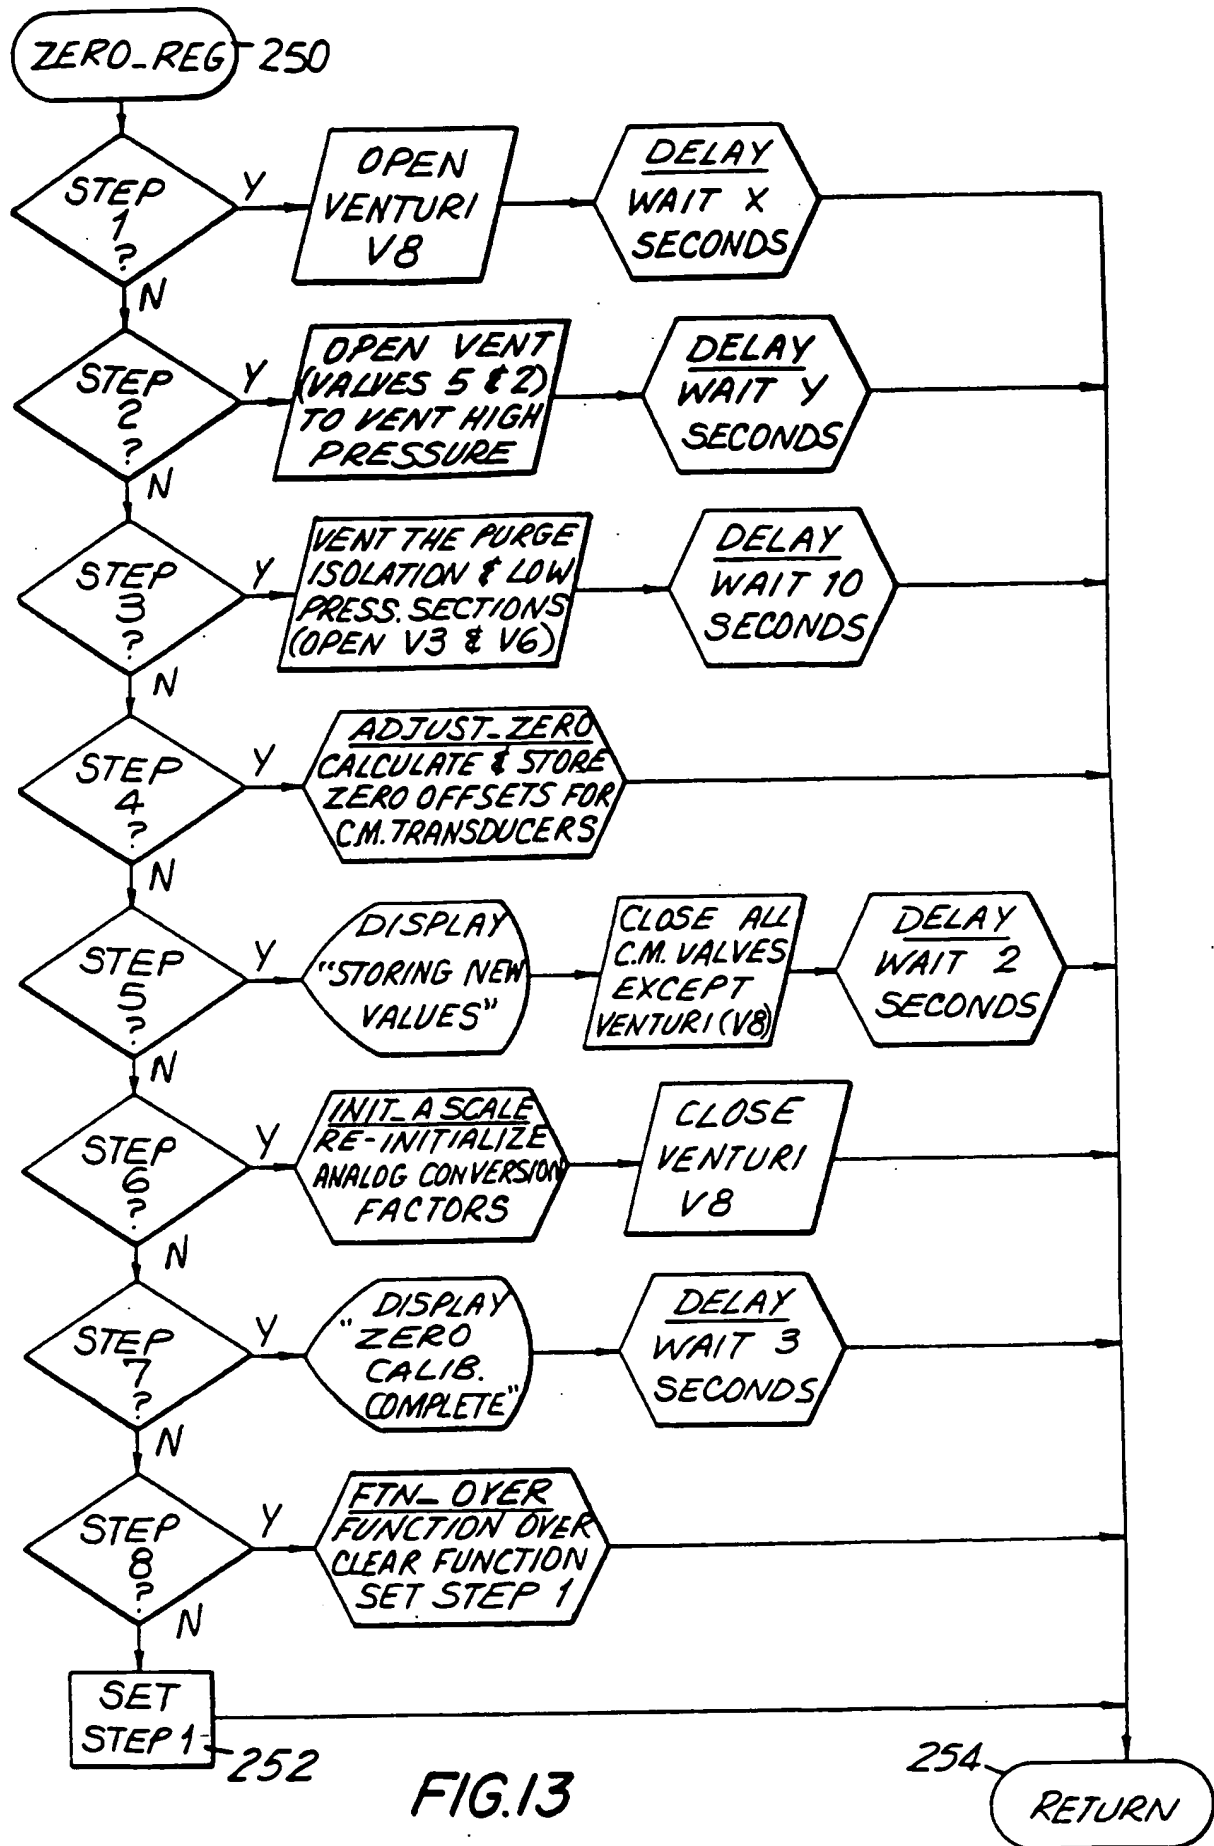 ZERO_REG 250
STEP
1
?
Y
OPEN
VENTURI
V8
DELAY
WAIT X
SECONDS
N
STEP
2
?
Y
OPEN VENT
(VALVES 5 & 2)
TO VENT HIGH
PRESSURE
DELAY
WAIT Y
SECONDS
N
STEP
3
?
Y
VENT THE PURGE
ISOLATION & LOW
PRESS. SECTIONS
(OPEN V3 & V6)
DELAY
WAIT 10
SECONDS
N
STEP
4
?
Y
ADJUST_ZERO
CALCULATE & STORE
ZERO OFFSETS FOR
C.M. TRANSDUCERS
N
STEP
5
?
Y
DISPLAY
"STORING NEW
VALUES"
CLOSE ALL
C.M. VALVES
EXCEPT
VENTURI (V8)
DELAY
WAIT 2
SECONDS
N
STEP
6
?
Y
INIT_A SCALE
RE-INITIALIZE
ANALOG CONVERSION
FACTORS
CLOSE
VENTURI
V8
N
STEP
7
?
Y
DISPLAY
"ZERO
CALIB.
COMPLETE"
DELAY
WAIT 3
SECONDS
N
STEP
8
?
Y
FTN_OVER
FUNCTION OVER
CLEAR FUNCTION
SET STEP 1
N
SET
STEP 1
252
254
RETURN
FIG.13